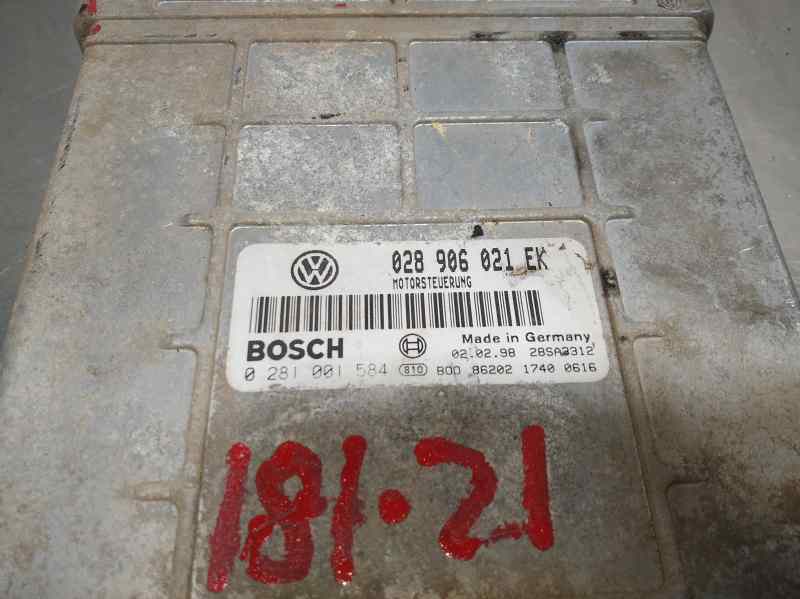 028 906 021 EK
MOTORSTEUERUNG
BOSCH
Made in Germany
02.02.98 28SA3312
0 281 001 584 810 800 86202 1740 0616
181.21